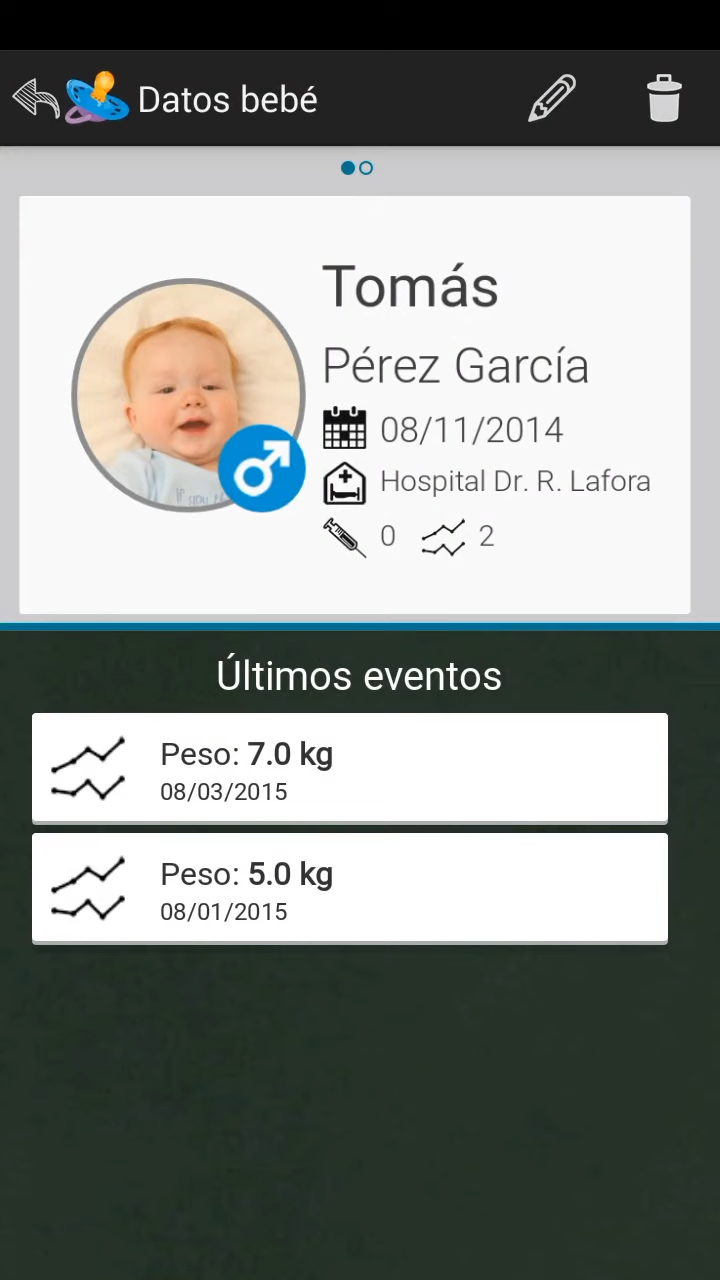 Datos bebé
Tomás
Pérez García
08/11/2014
Hospital Dr. R. Lafora
0 2
Últimos eventos
Peso: 7.0 kg
08/03/2015
Peso: 5.0 kg
08/01/2015